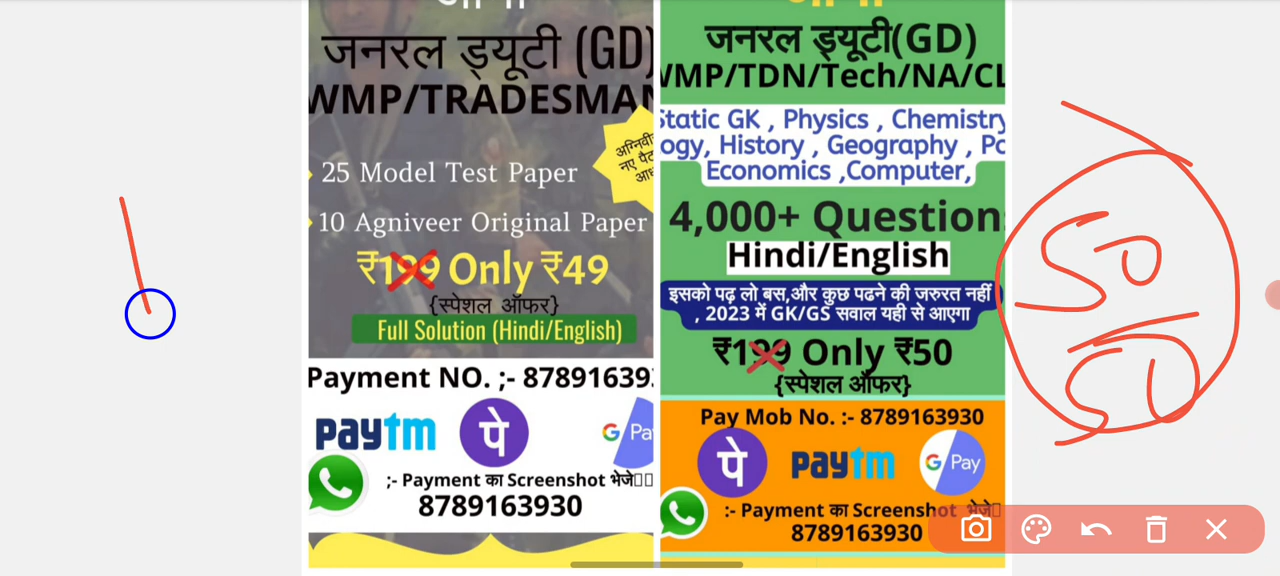 जनरल ड्यूटी (GD)
WMP/TRADESMAN
अग्निवीर
नए पैट
आधा
25 Model Test Paper
10 Agniveer Original Paper
₹199 Only ₹49
{स्पेशल ऑफर}
Full Solution (Hindi/English)
Payment NO. ;- 878916393
paytm
पे
G Pa
;- Payment का Screenshot भेजे
8789163930
जनरल ड्यूटी(GD)
WMP/TDN/Tech/NA/CL
Static GK , Physics , Chemistry
ogy, History , Geography , Po
Economics ,Computer,
4,000+ Question
Hindi/English
इसको पढ़ लो बस,और कुछ पढने की जरुरत नहीं
, 2023 में GK/GS सवाल यही से आएगा
₹199 Only ₹50
{स्पेशल ऑफर}
Pay Mob No. :- 8789163930
पे
paytm
G Pay
:- Payment का Screenshot भेजे
8789163930
50
50